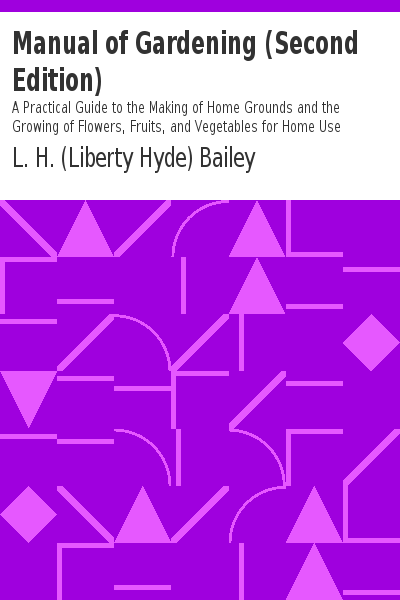 Manual of Gardening (Second
Edition)
A Practical Guide to the Making of Home Grounds and the
Growing of Flowers, Fruits, and Vegetables for Home Use
L. H. (Liberty Hyde) Bailey